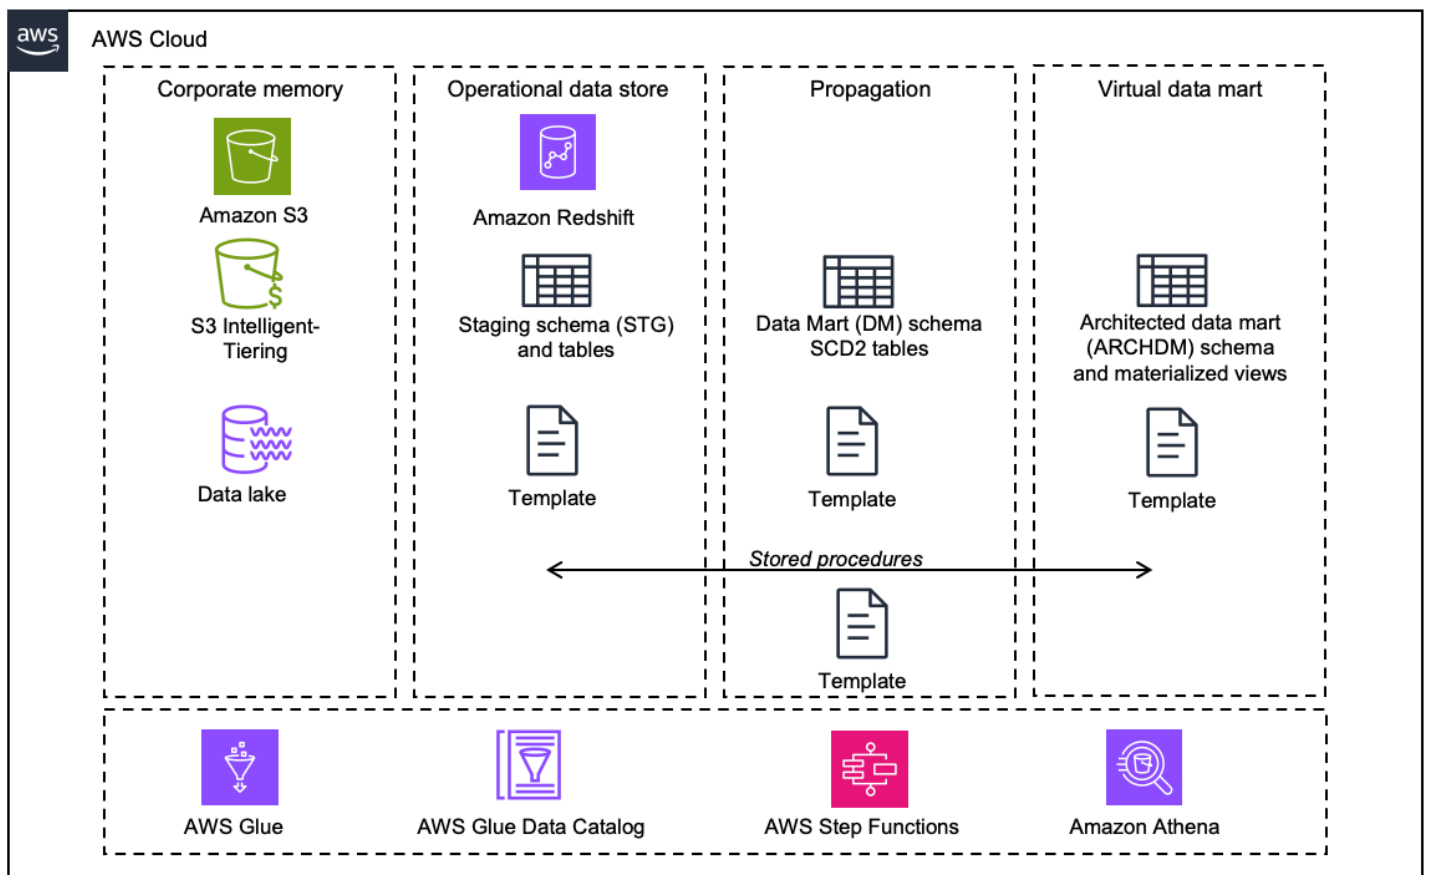 aws
AWS Cloud
Corporate memory
Amazon S3
S3 Intelligent-
Tiering
Data lake
Operational data store
Amazon Redshift
Staging schema (STG)
and tables
Template
Propagation
Data Mart (DM) schema
SCD2 tables
Template
Stored procedures
Template
Virtual data mart
Architected data mart
(ARCHDM) schema
and materialized views
Template
AWS Glue
AWS Glue Data Catalog
AWS Step Functions
Amazon Athena